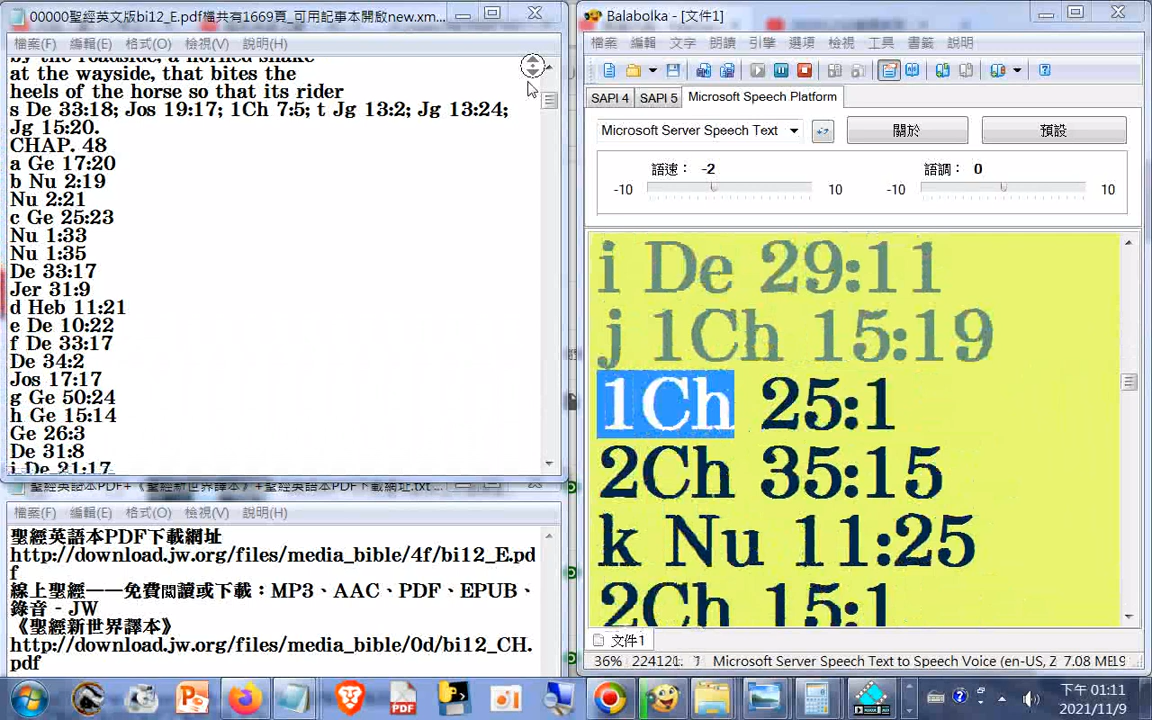 00000聖經英文版bi12_E.pdf檔共有1669頁_可用記事本開啟new.xm...
檔案(F) 編輯(E) 格式(O) 檢視(V) 說明(H)
by the roadside, a horned snake
at the wayside, that bites the
heels of the horse so that its rider
s De 33:18; Jos 19:17; 1Ch 7:5; t Jg 13:2; Jg 13:24;
Jg 15:20.
CHAP. 48
a Ge 17:20
b Nu 2:19
Nu 2:21
c Ge 25:23
Nu 1:33
Nu 1:35
De 33:17
Jer 31:9
d Heb 11:21
e De 10:22
f De 33:17
De 34:2
Jos 17:17
g Ge 50:24
h Ge 15:14
Ge 26:3
De 31:8
i De 21:17
聖經英語本PDF+《聖經新世界譯本》+聖經英語本PDF下載網址.txt ...
檔案(F) 編輯(E) 格式(O) 檢視(V) 說明(H)
聖經英語本PDF下載網址
http://download.jw.org/files/media_bible/4f/bi12_E.pd
f
線上聖經——免費閱讀或下載：MP3、AAC、PDF、EPUB、
錄音 - JW
《聖經新世界譯本》
http://download.jw.org/files/media_bible/0d/bi12_CH.
pdf
Balabolka - [文件1]
檔案 編輯 文字 朗讀 引擎 選項 檢視 工具 書籤 說明
SAPI 4 SAPI 5 Microsoft Speech Platform
Microsoft Server Speech Text 關於 預設
語速： -2 語調： 0
-10 10 -10 10
i De 29:11
j 1Ch 15:19
1Ch 25:1
2Ch 35:15
k Nu 11:25
2Ch 15:1
文件1
36% 224121: 1 Microsoft Server Speech Text to Speech Voice (en-US, Z 7.08 ME
下午 01:11
2021/11/9